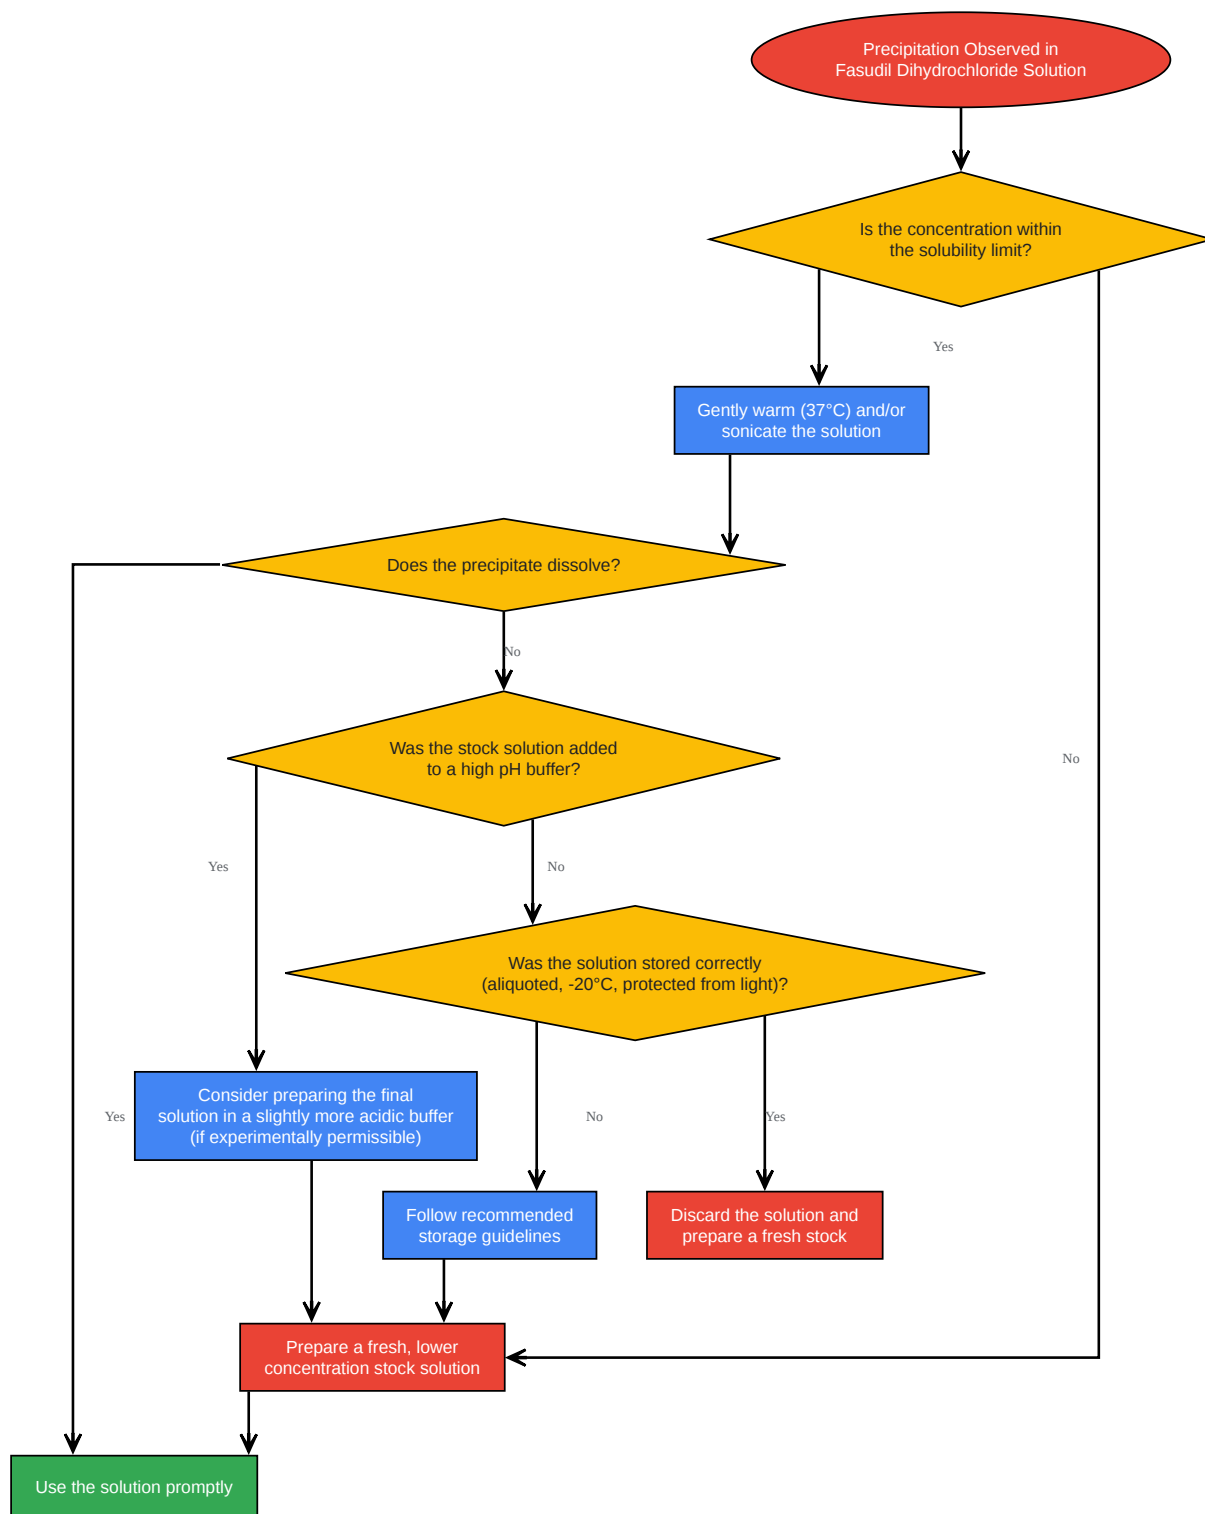 Precipitation Observed in
Fasudil Dihydrochloride Solution
Is the concentration within
the solubility limit?
Yes
Gently warm (37°C) and/or
sonicate the solution
Does the precipitate dissolve?
No
Was the stock solution added
to a high pH buffer?
No
Yes
No
Was the solution stored correctly
(aliquoted, -20°C, protected from light)?
Consider preparing the final
solution in a slightly more acidic buffer
(if experimentally permissible)
Yes
No
Yes
Follow recommended
storage guidelines
Discard the solution and
prepare a fresh stock
Prepare a fresh, lower
concentration stock solution
Use the solution promptly